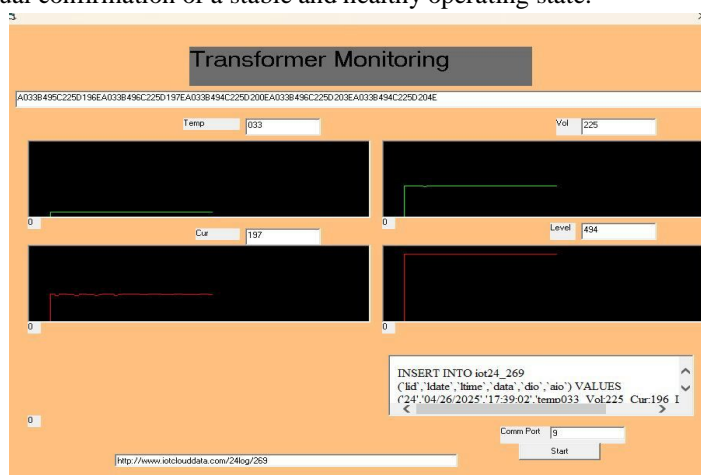 dual confirmation of a stable and healthy operating state.
Transformer Monitoring
A033B495C225D196EA033B496C225D197EA033B494C225D200EA033B496C225D203EA033B494C225D204E
Temp 033
Vol 225
0
0
Cur 197
Level 494
0
0
INSERT INTO iot24_269
(`lid`,`ldate`,`ltime`,`data`,`dio`,`aio`) VALUES
('24','04/26/2025','17:39:02','temp033 Vol:225 Cur:196
0
Comm Port 9
Start
http://www.iotclouddata.com/24log/269